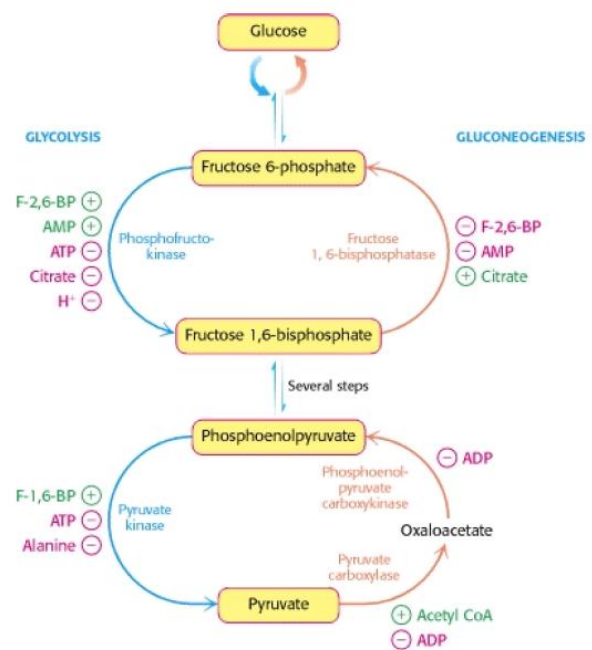 Glucose
GLYCOLYSIS
GLUCONEOGENESIS
Fructose 6-phosphate
F-2,6-BP +
AMP +
ATP −
Citrate −
H⁺ −
Phosphofructo-
kinase
Fructose
1, 6-bisphosphatase
− F-2,6-BP
− AMP
+ Citrate
Fructose 1,6-bisphosphate
Several steps
Phosphoenolpyruvate
F-1,6-BP +
ATP −
Alanine −
Pyruvate
kinase
Phosphoenol-
pyruvate
carboxykinase
− ADP
Oxaloacetate
Pyruvate
carboxylase
Pyruvate
+ Acetyl CoA
− ADP